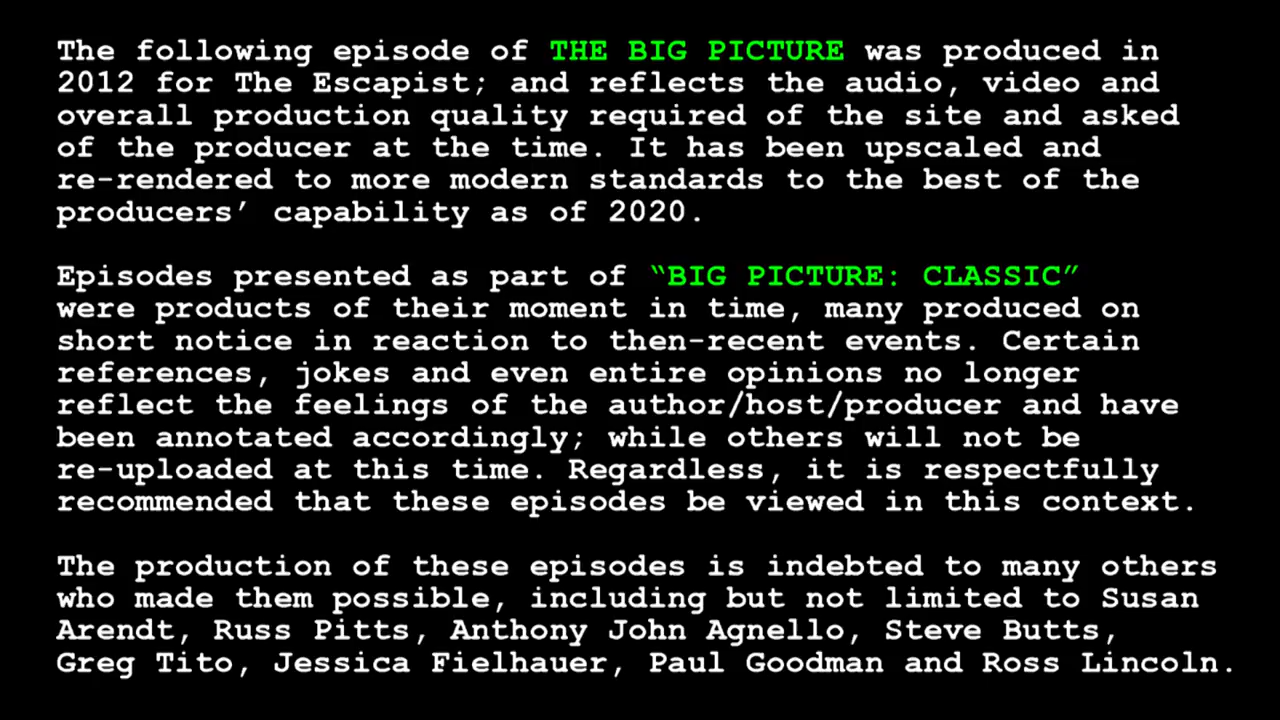 The following episode of THE BIG PICTURE was produced in
2012 for The Escapist; and reflects the audio, video and
overall production quality required of the site and asked
of the producer at the time. It has been upscaled and
re-rendered to more modern standards to the best of the
producers’ capability as of 2020.
Episodes presented as part of “BIG PICTURE: CLASSIC”
were products of their moment in time, many produced on
short notice in reaction to then-recent events. Certain
references, jokes and even entire opinions no longer
reflect the feelings of the author/host/producer and have
been annotated accordingly; while others will not be
re-uploaded at this time. Regardless, it is respectfully
recommended that these episodes be viewed in this context.
The production of these episodes is indebted to many others
who made them possible, including but not limited to Susan
Arendt, Russ Pitts, Anthony John Agnello, Steve Butts,
Greg Tito, Jessica Fielhauer, Paul Goodman and Ross Lincoln.